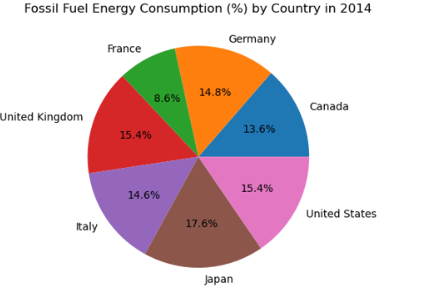 Fossil Fuel Energy Consumption (%) by Country in 2014
Germany
France
14.8%
8.6%
Canada
United Kingdom
13.6%
15.4%
15.4%
14.6%
United States
17.6%
Italy
Japan